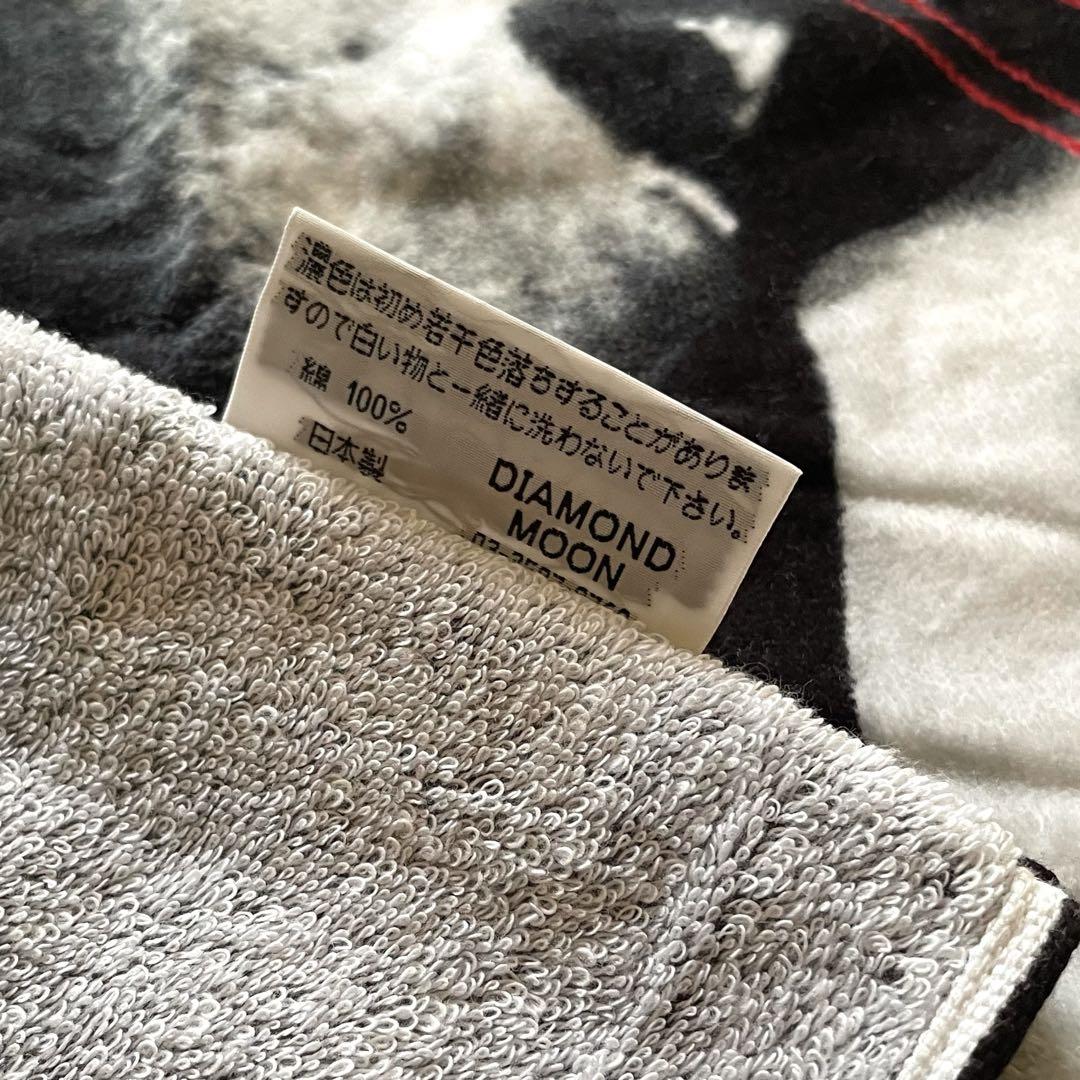 濃色は初め若干色落ちすることがありま
すので白い物と一緒に洗わないで下さい。
綿 100%
日本製
DIAMOND
MOON